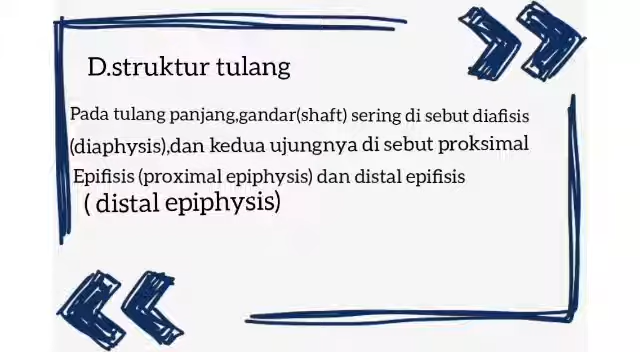 D.struktur tulang
Pada tulang panjang,gandar(shaft) sering di sebut diafisis
(diaphysis),dan kedua ujungnya di sebut proksimal
Epifisis (proximal epiphysis) dan distal epifisis
( distal epiphysis)